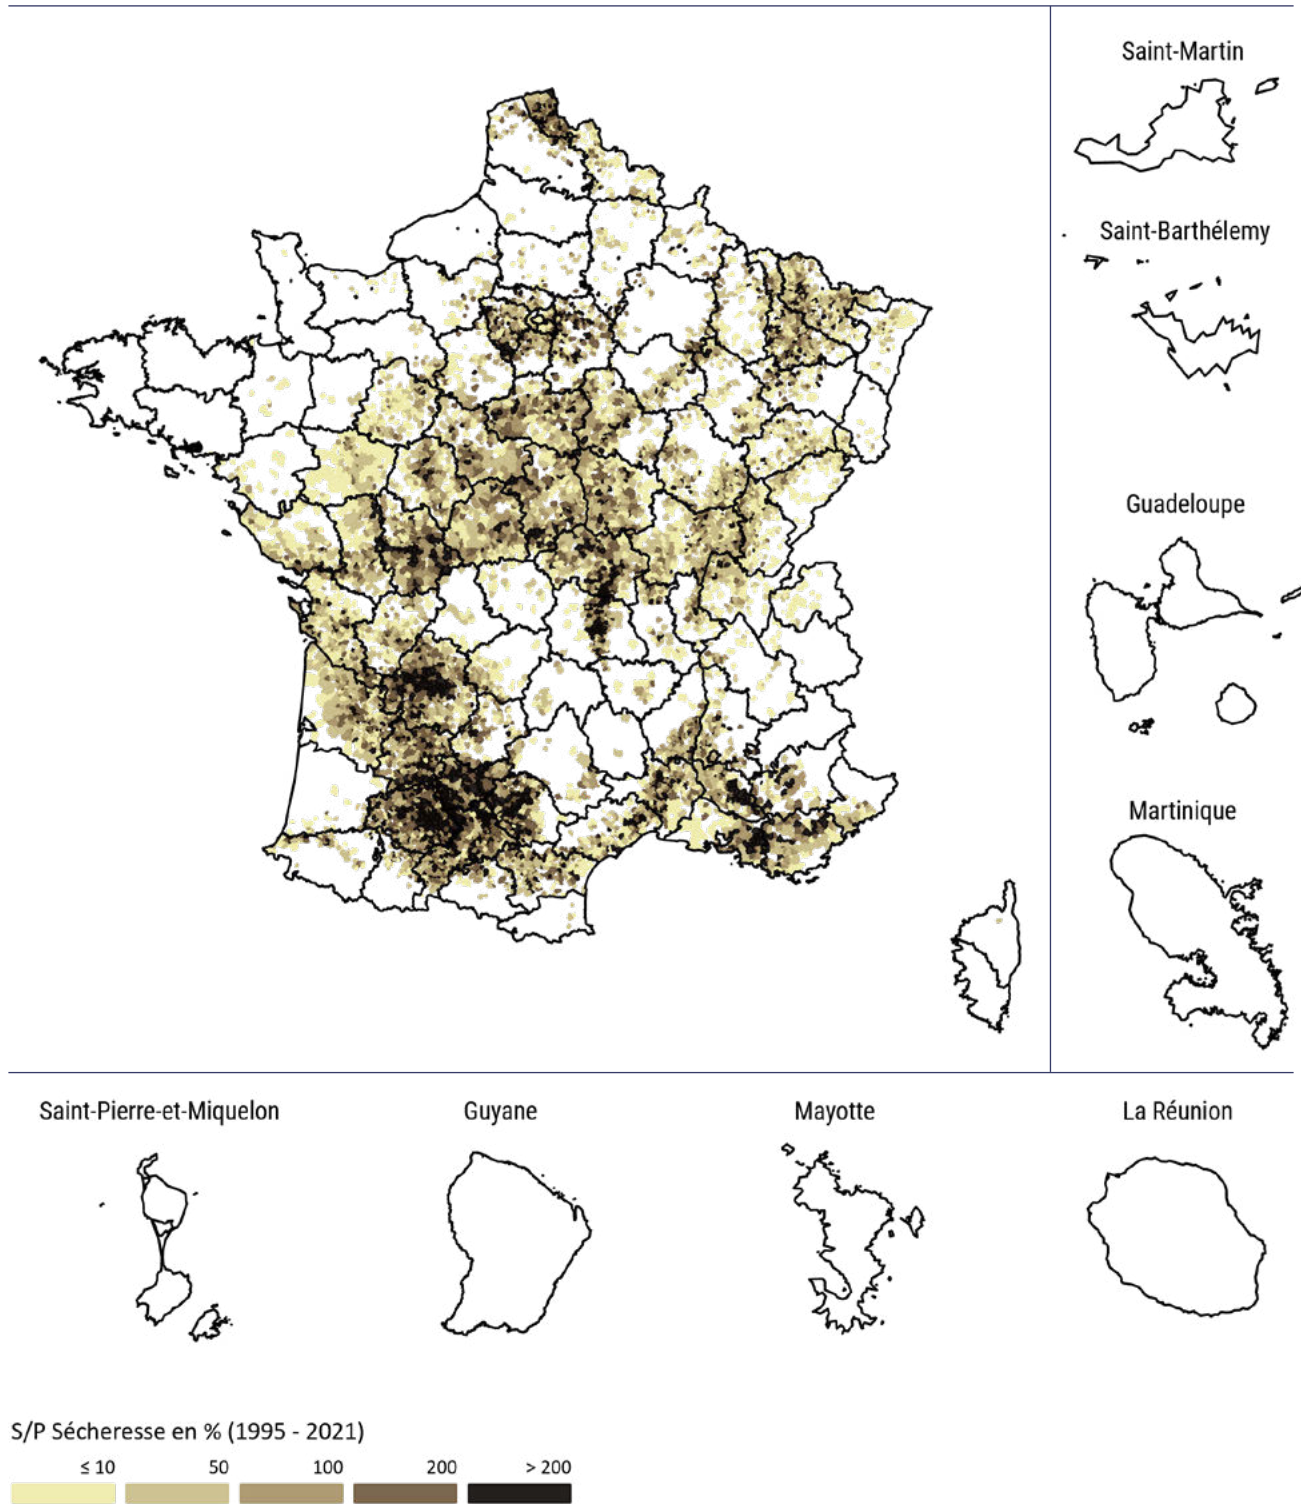 Saint-Martin
Saint-Barthélemy
Guadeloupe
Martinique
Saint-Pierre-et-Miquelon
Guyane
Mayotte
La Réunion
S/P Sécheresse en % (1995 - 2021)
≤ 10 50 100 200 > 200